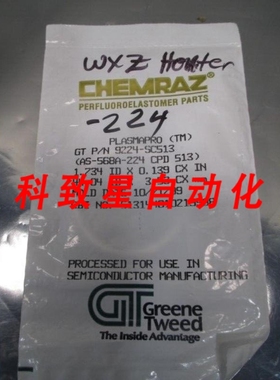 WXZ Heater
CHEMRAZ
PERFLUOROELASTOMER PARTS
-224
PLASMAPRO (TM)
GT P/N 9224-SC513
(AS-568A-224 CPD 513)
1.734 ID X 0.139 CX IN
科致星自动化
PROCESSED FOR USE IN
SEMICONDUCTOR MANUFACTURING
GT Greene
Tweed
The Inside Advantage